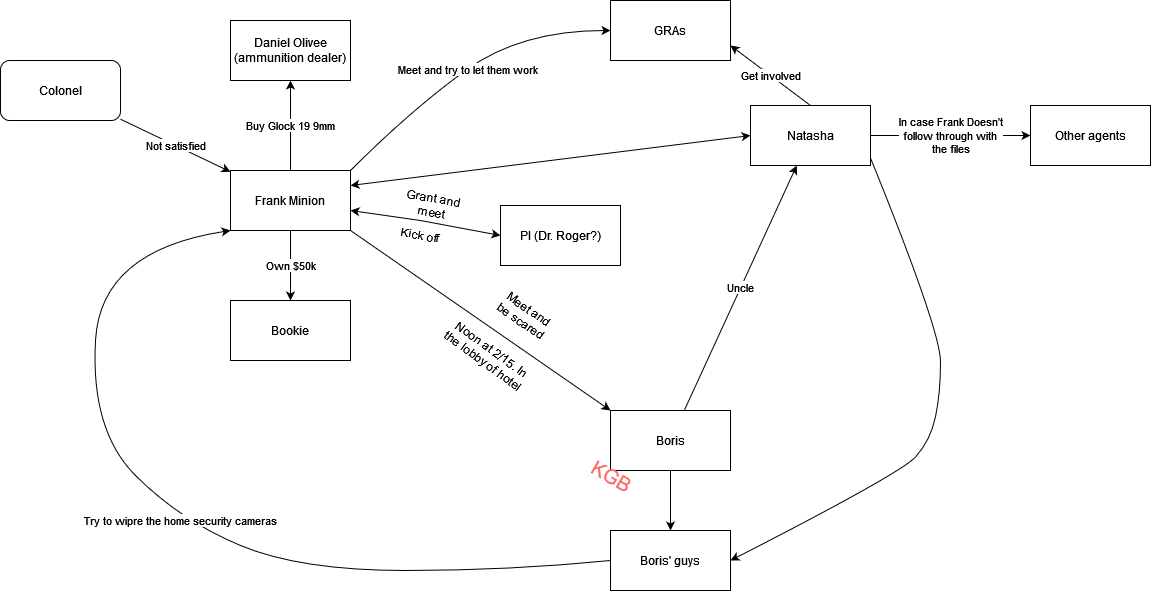 GRAs
Daniel Olivee
(ammunition dealer)
Meet and try to let them work
Get involved
Colonel
Buy Glock 19 9mm
In case Frank Doesn't
follow through with
the files
Natasha
Other agents
Not satisfied
Frank Minion
Grant and
meet
Kick off
PI (Dr. Roger?)
Own $50k
Uncle
Meet and
be scared
Bookie
Noon at 2/15. In
the lobby of hotel
Boris
KGB
Try to wipre the home security cameras
Boris' guys